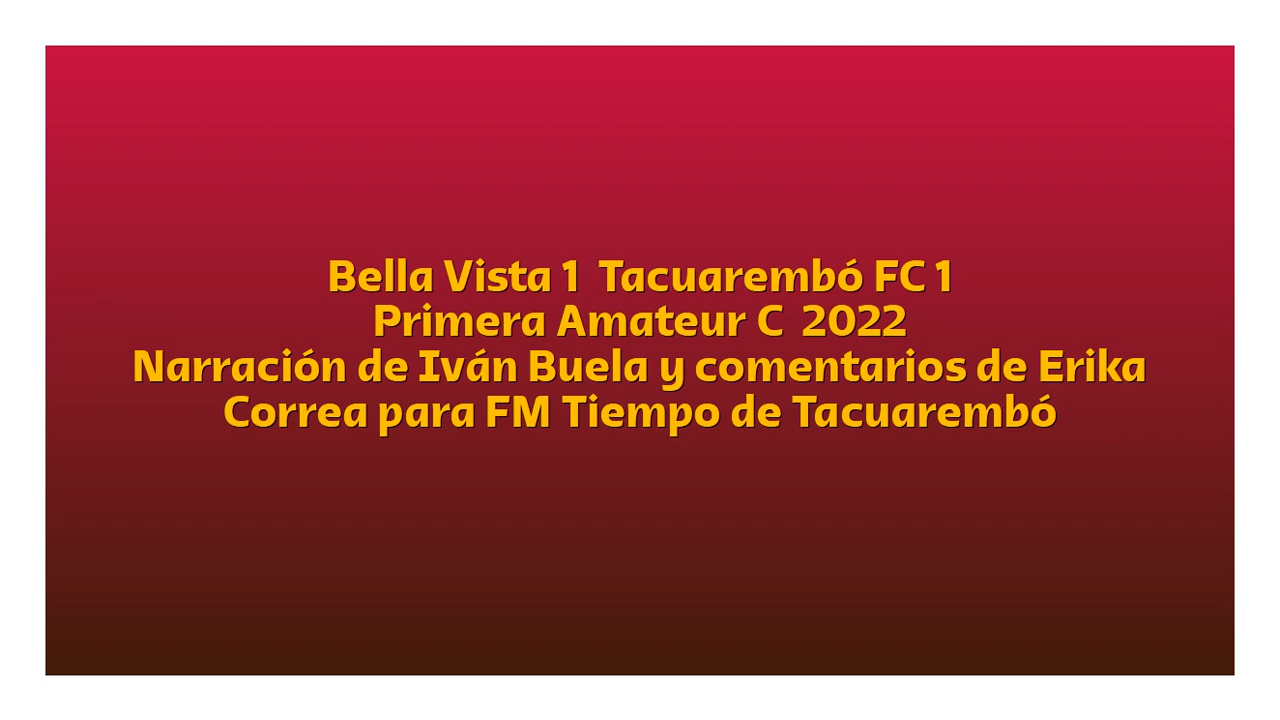 Bella Vista 1  Tacuarembó FC 1
Primera Amateur C  2022
Narración de Iván Buela y comentarios de Erika
Correa para FM Tiempo de Tacuarembó